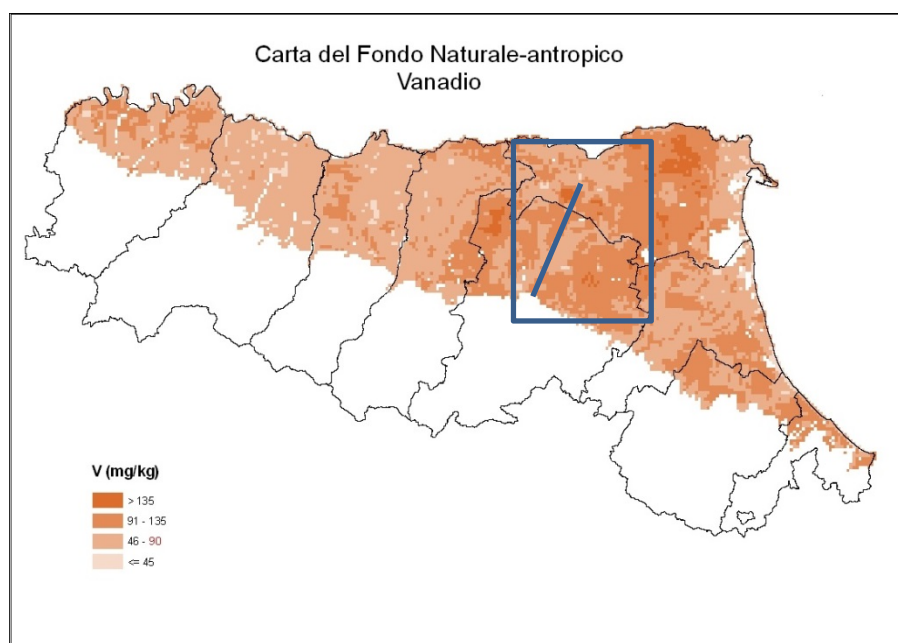 Carta del Fondo Naturale-antropico
Vanadio
V (mg/kg)
> 135
91 - 135
46 - 90
<= 45